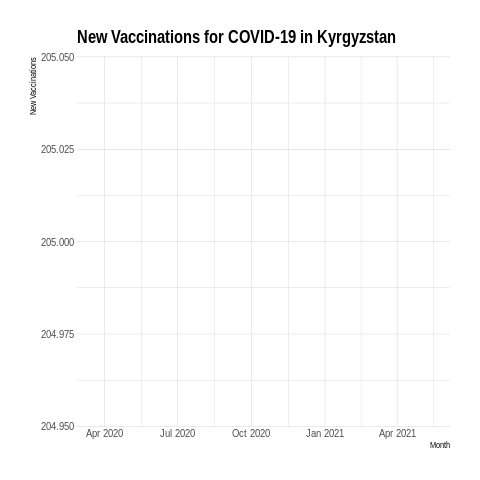 New Vaccinations for COVID-19 in Kyrgyzstan
New Vaccinations
205.050
205.025
205.000
204.975
204.950
Apr 2020 Jul 2020 Oct 2020 Jan 2021 Apr 2021
Month